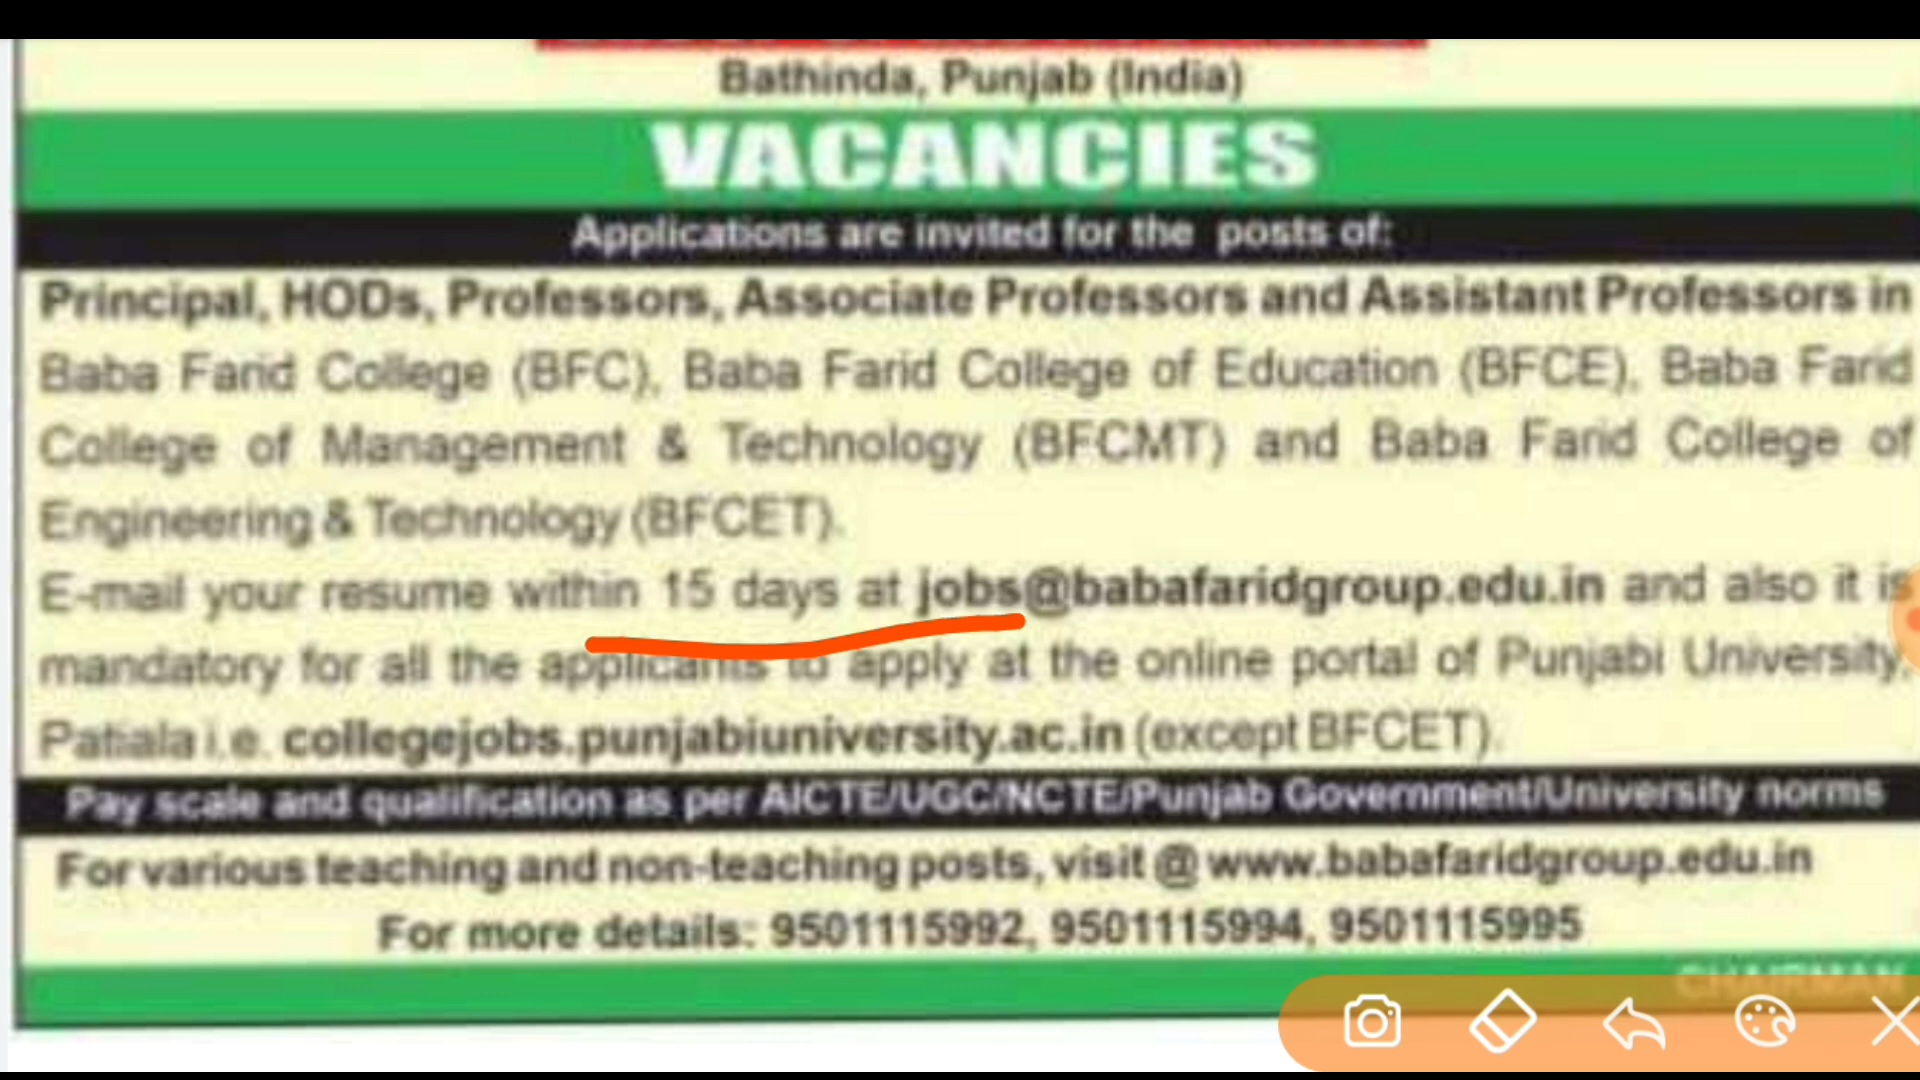 Bathinda, Punjab (India)
VACANCIES
Applications are invited for the posts of:
Principal, HODs, Professors, Associate Professors and Assistant Professors in
Baba Farid College (BFC), Baba Farid College of Education (BFCE), Baba Farid
College of Management & Technology (BFCMT) and Baba Farid College of
Engineering & Technology (BFCET).
E-mail your resume within 15 days at jobs@babafaridgroup.edu.in and also it is
mandatory for all the applicants to apply at the online portal of Punjabi University,
Patiala i.e. collegejobs.punjabiuniversity.ac.in (except BFCET).
Pay scale and qualification as per AICTE/UGC/NCTE/Punjab Government/University norms
For various teaching and non-teaching posts, visit @ www.babafaridgroup.edu.in
For more details: 9501115992, 9501115994, 9501115995
CHAIRMAN